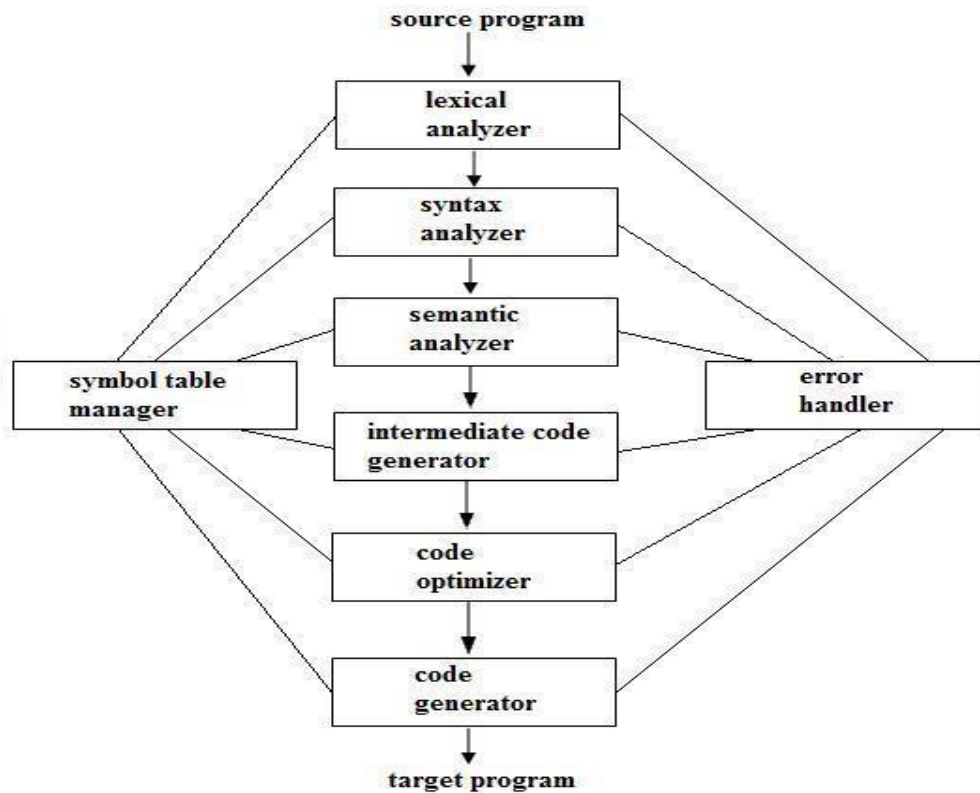 source program
lexical
analyzer
syntax
analyzer
semantic
analyzer
symbol table
manager
error
handler
intermediate code
generator
code
optimizer
code
generator
target program